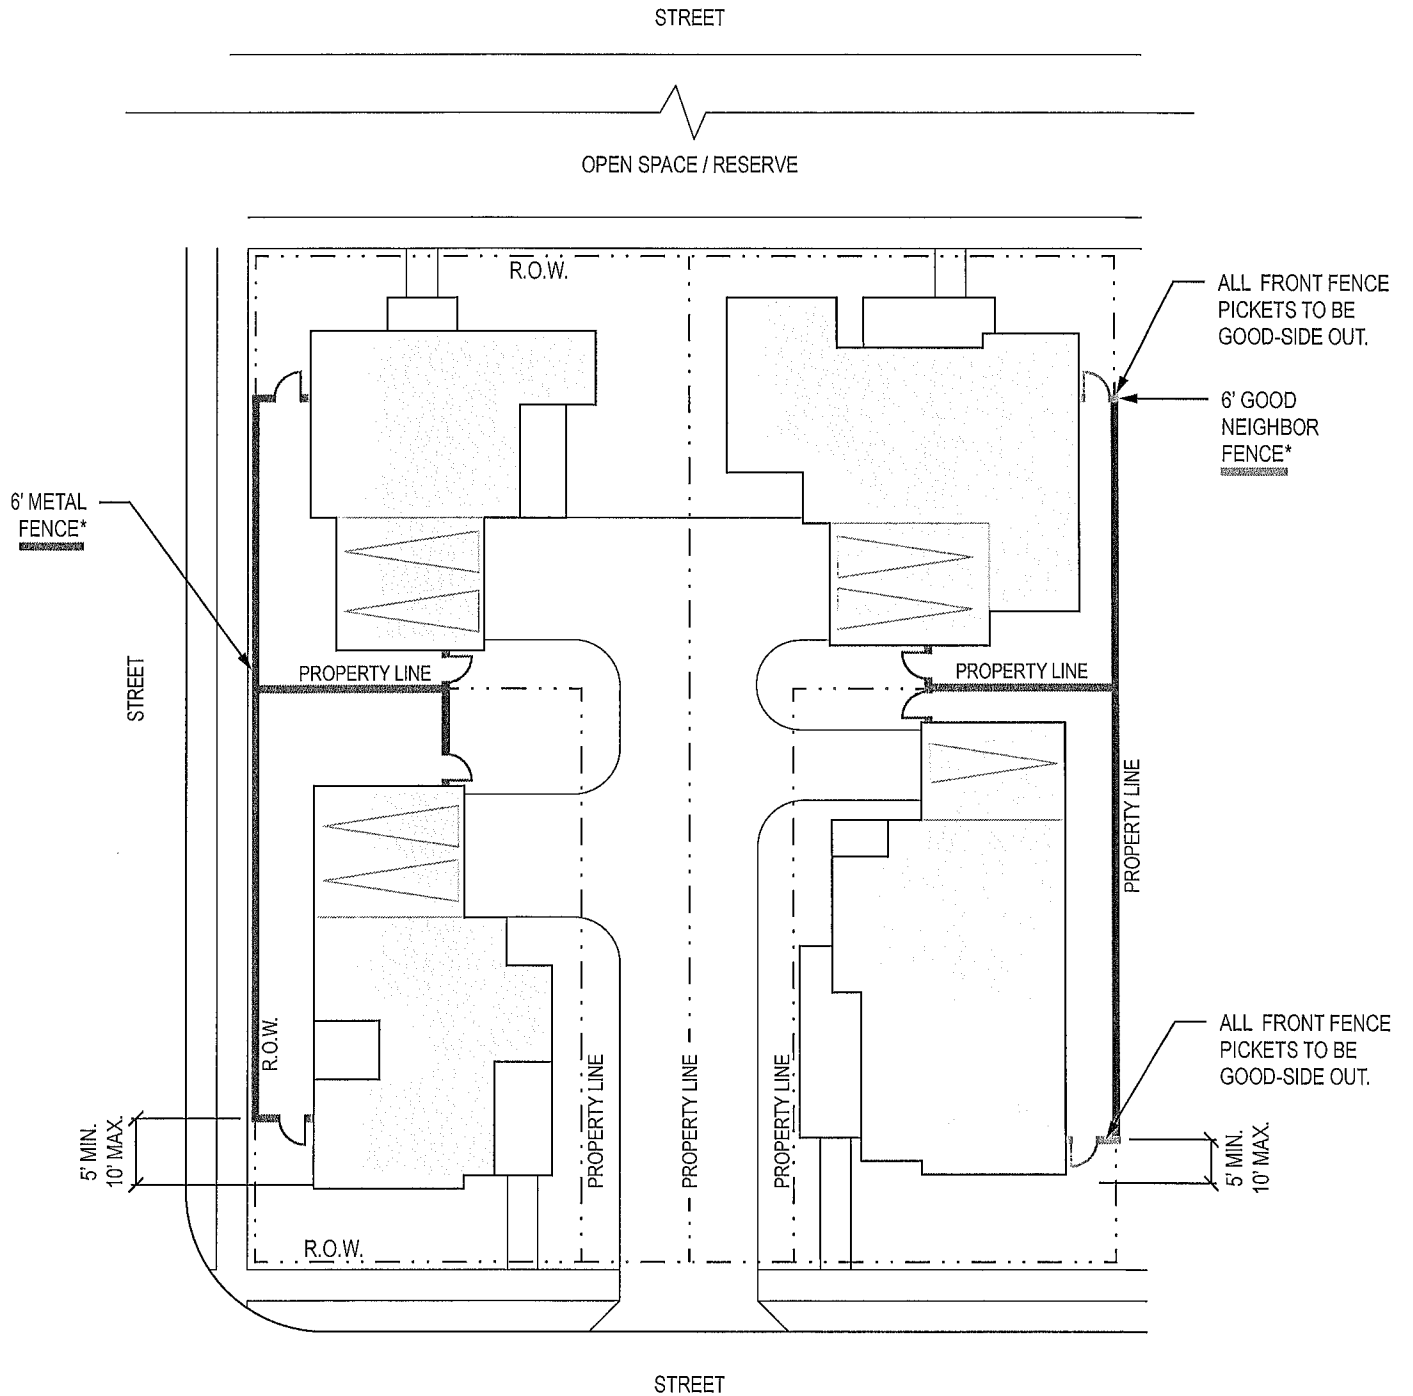 STREET
OPEN SPACE / RESERVE
R.O.W.
ALL FRONT FENCE
PICKETS TO BE
GOOD-SIDE OUT.
6' GOOD
NEIGHBOR
FENCE*
6' METAL
FENCE*
STREET
PROPERTY LINE
PROPERTY LINE
PROPERTY LINE
R.O.W.
ALL FRONT FENCE
PICKETS TO BE
GOOD-SIDE OUT.
5' MIN.
10' MAX.
PROPERTY LINE
PROPERTY LINE
PROPERTY LINE
5' MIN.
10' MAX.
R.O.W.
STREET